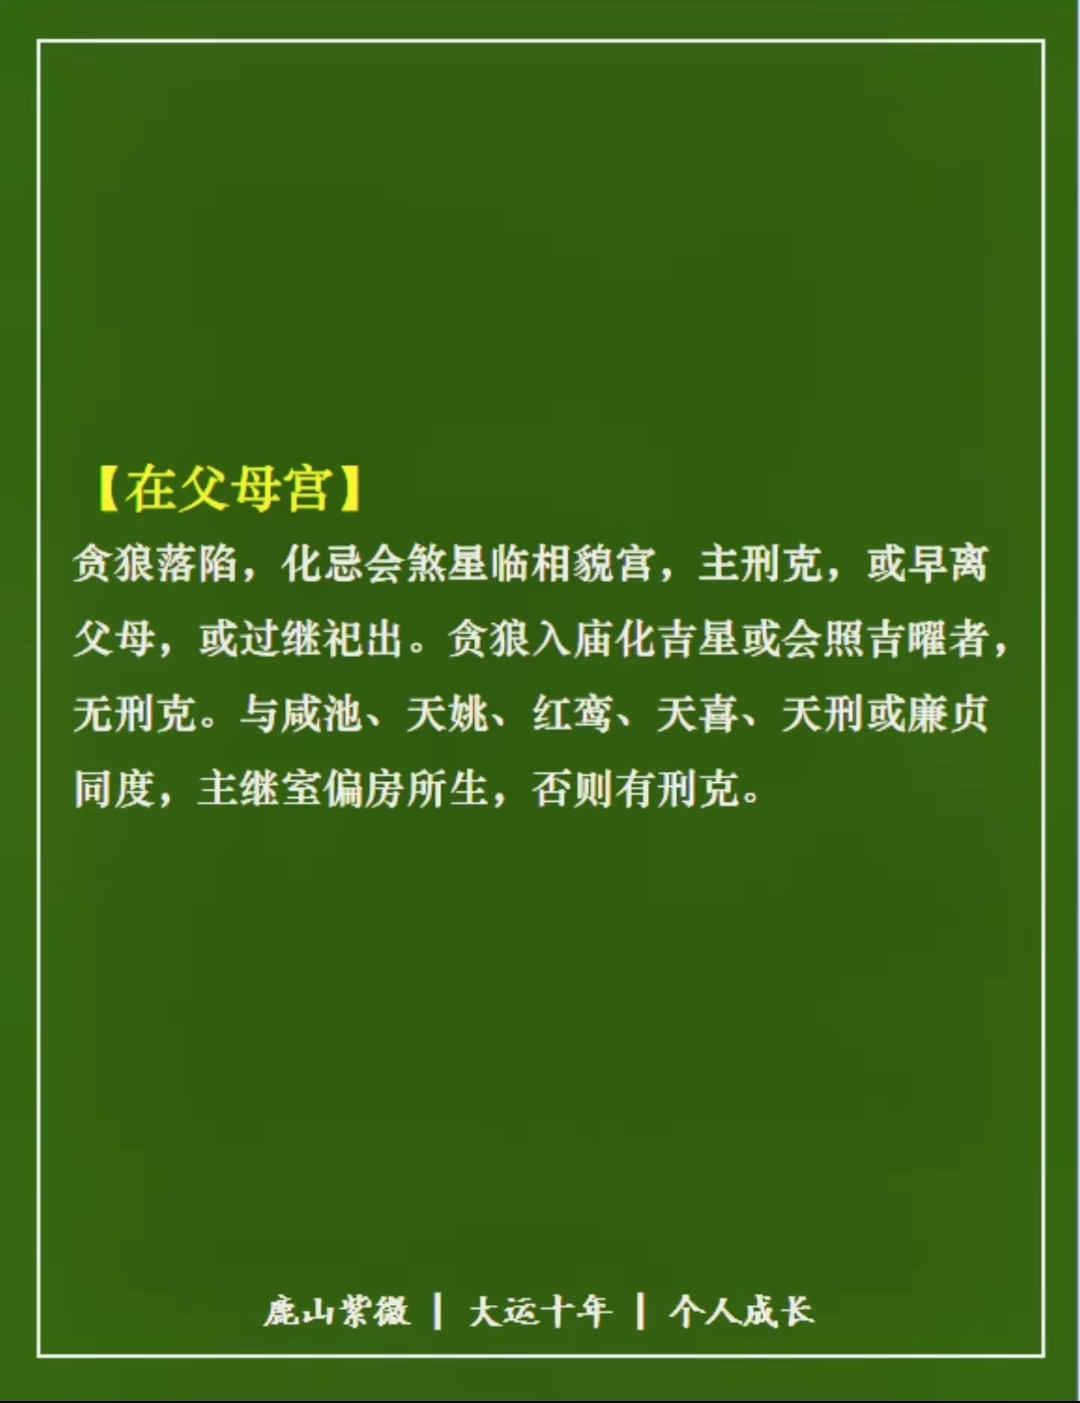 【在父母宫】
贪狼落陷，化忌会煞星临相貌宫，主刑克，或早离
父母，或过继祀出。贪狼入庙化吉星或会照吉曜者，
无刑克。与咸池、天姚、红鸾、天喜、天刑或廉贞
同度，主继室偏房所生，否则有刑克。
鹿山紫微 | 大运十年 | 个人成长